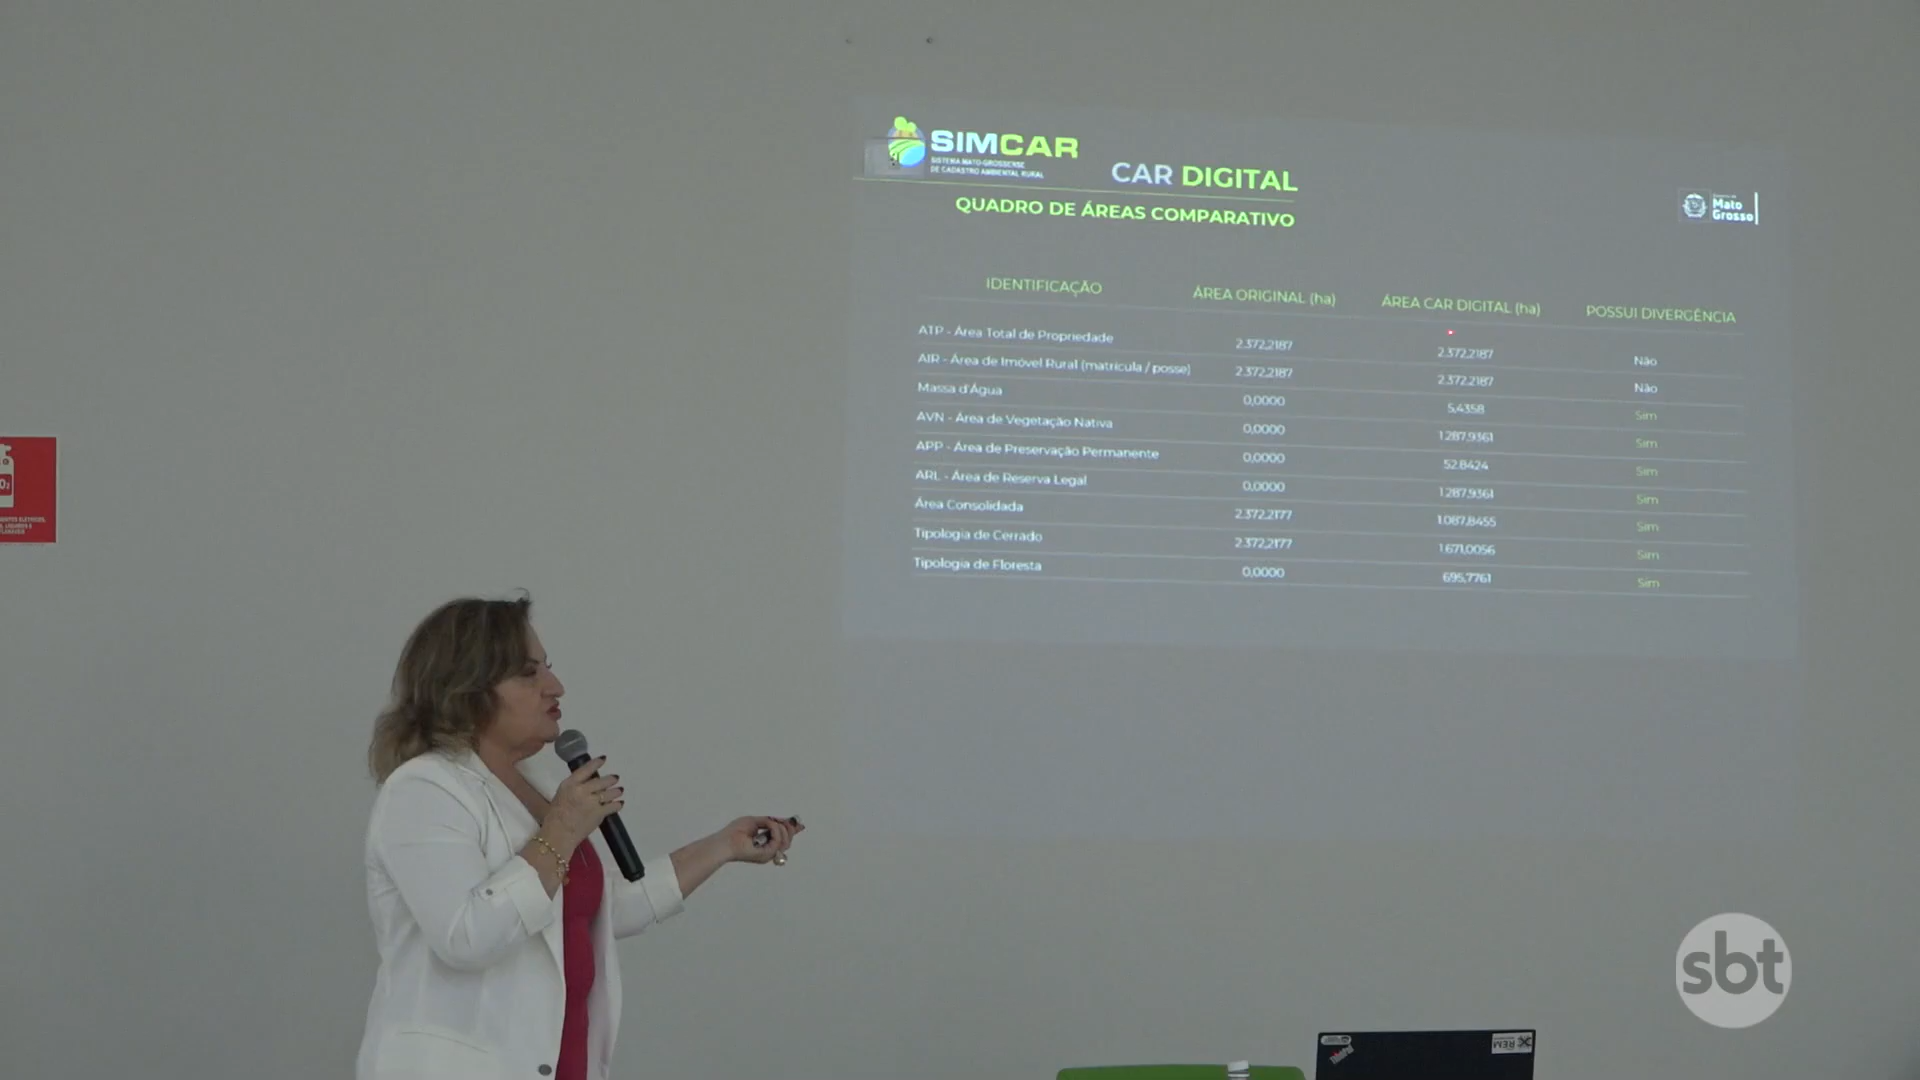 SIMCAR
SISTEMA MATO-GROSSENSE
DE CADASTRO AMBIENTAL RURAL
CAR DIGITAL
QUADRO DE ÁREAS COMPARATIVO
Mato
Grosso
IDENTIFICAÇÃO ÁREA ORIGINAL (ha) ÁREA CAR DIGITAL (ha) POSSUI DIVERGÊNCIA
ATP - Área Total de Propriedade 2.372,2187 2.372,2187 Não
AIR - Área de Imóvel Rural (matrícula / posse) 2.372,2187 2.372,2187 Não
Massa d'Água 0,0000 5,4358 Sim
AVN - Área de Vegetação Nativa 0,0000 1.287,9361 Sim
APP - Área de Preservação Permanente 0,0000 52.8424 Sim
ARL - Área de Reserva Legal 0,0000 1.287,9361 Sim
Área Consolidada 2.372,2177 1.087,8455 Sim
Tipologia de Cerrado 2.372,2177 1.671,0056 Sim
Tipologia de Floresta 0,0000 695,7761 Sim
sbt
REM
ThinkPad